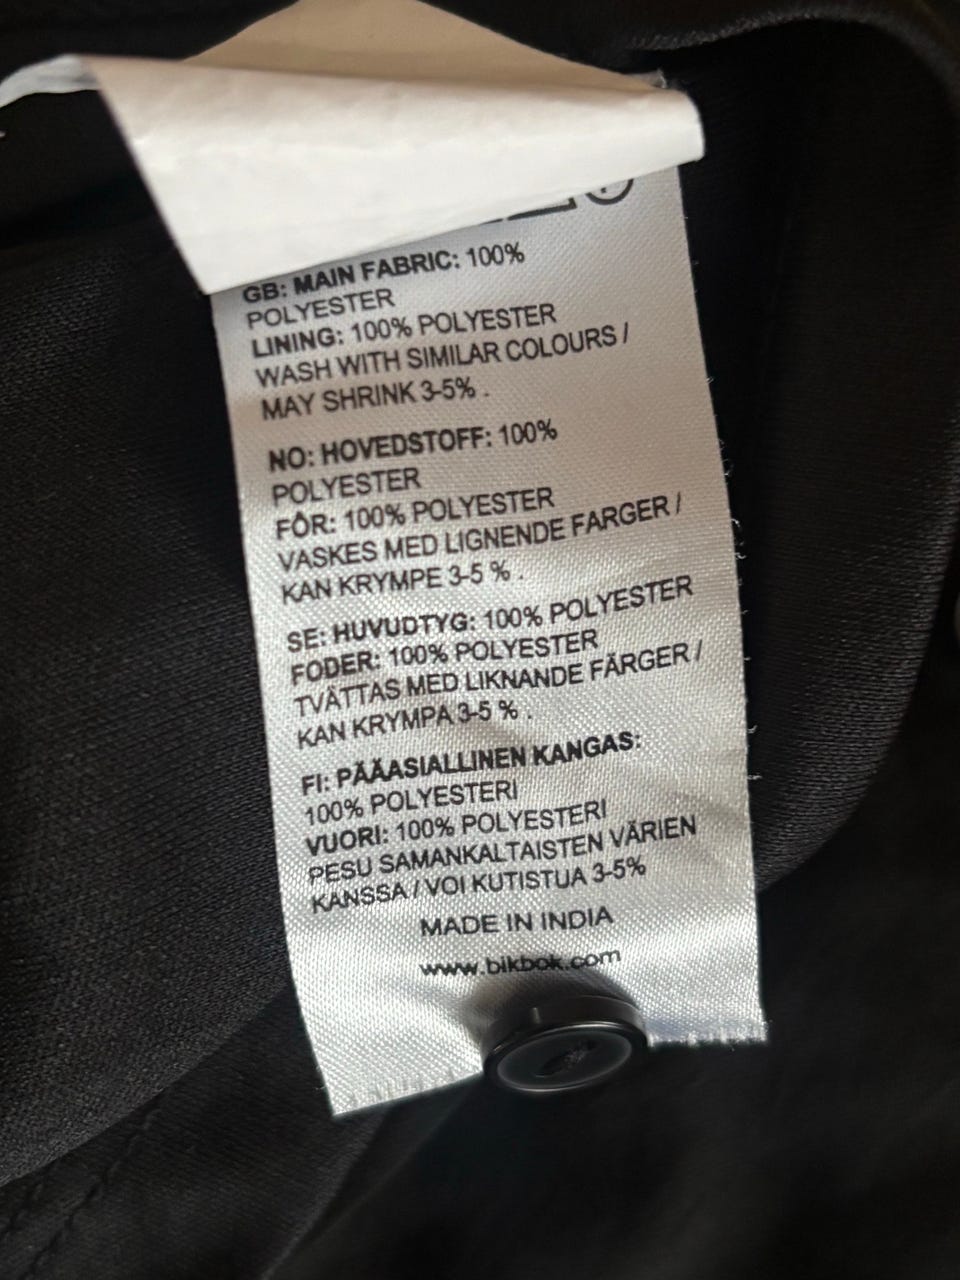 GB: MAIN FABRIC: 100%
POLYESTER
LINING: 100% POLYESTER
WASH WITH SIMILAR COLOURS /
MAY SHRINK 3-5% .
NO: HOVEDSTOFF: 100%
POLYESTER
FÔR: 100% POLYESTER
VASKES MED LIGNENDE FARGER /
KAN KRYMPE 3-5 % .
SE: HUVUDTYG: 100% POLYESTER
FODER: 100% POLYESTER
TVÄTTAS MED LIKNANDE FÄRGER /
KAN KRYMPA 3-5 % .
FI: PÄÄASIALLINEN KANGAS:
100% POLYESTERI
VUORI: 100% POLYESTERI
PESU SAMANKALTAISTEN VÄRIEN
KANSSA / VOI KUTISTUA 3-5%
MADE IN INDIA
www.bikbok.com